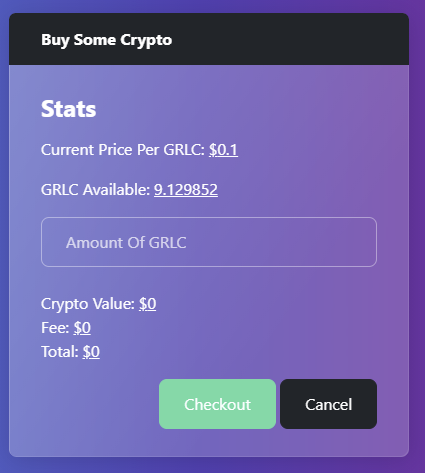 Buy Some Crypto
Stats
Current Price Per GRLC: $0.1
GRLC Available: 9.129852
Amount Of GRLC
Crypto Value: $0
Fee: $0
Total: $0
Checkout Cancel